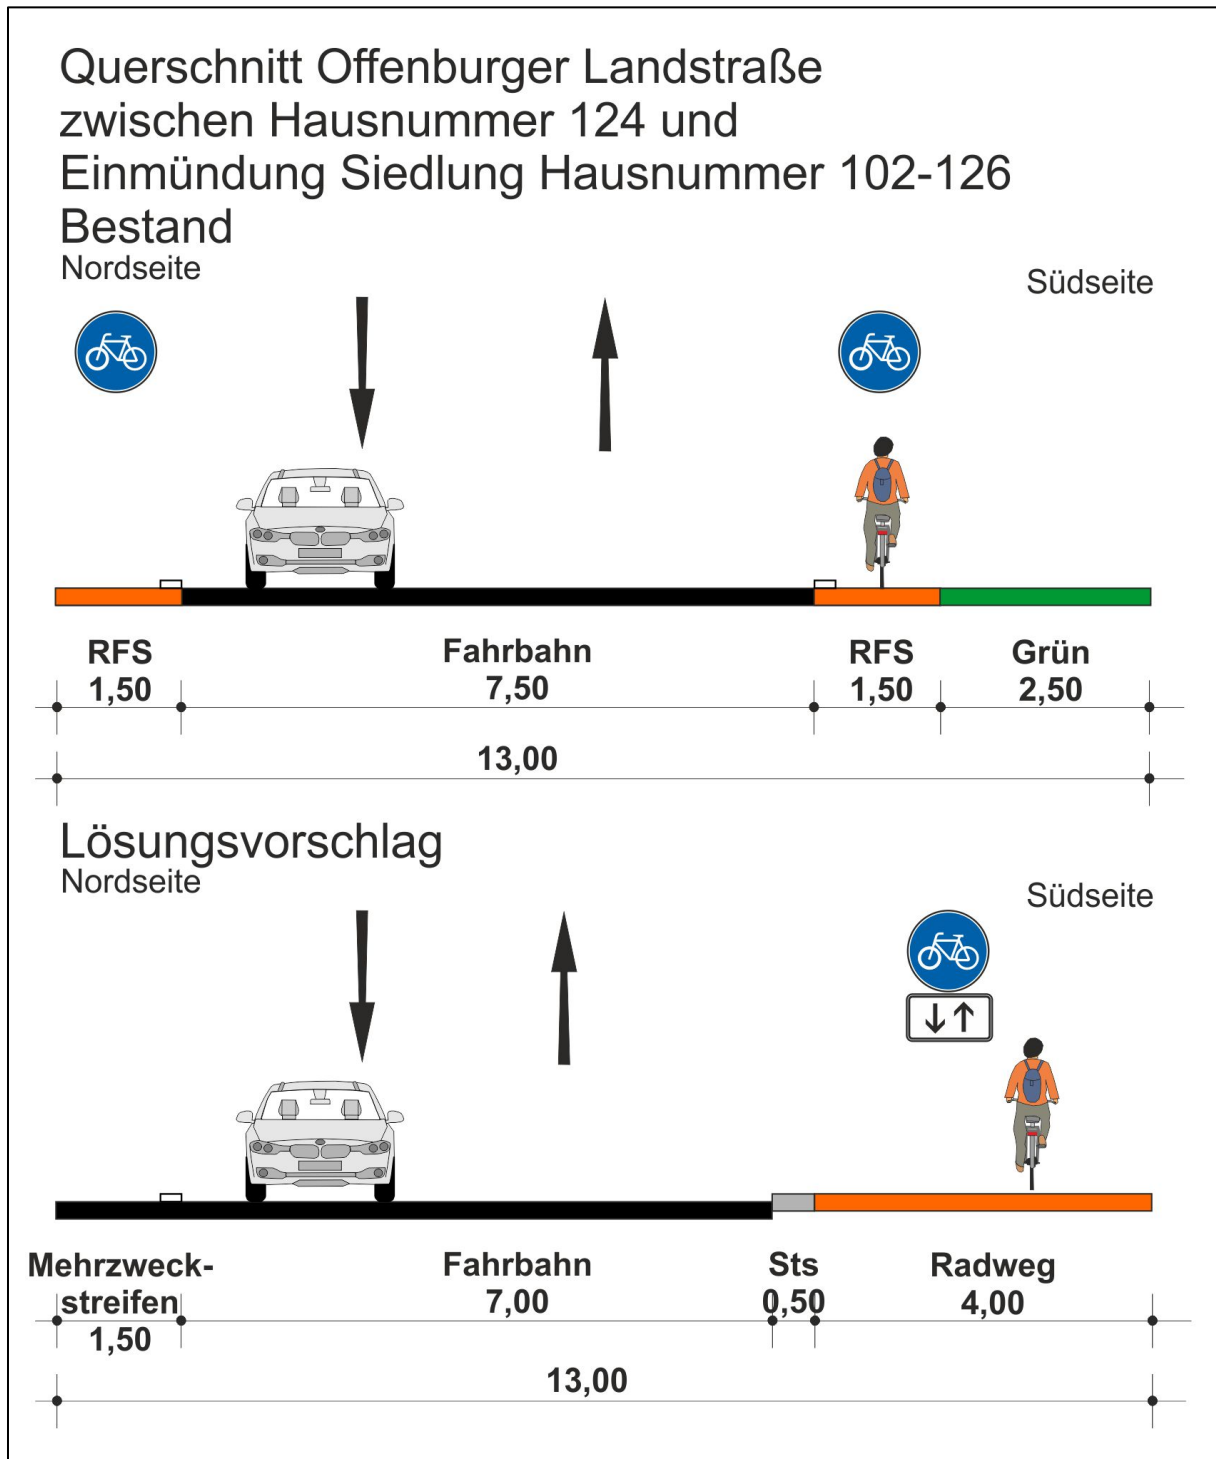 Querschnitt Offenburger Landstraße
zwischen Hausnummer 124 und
Einmündung Siedlung Hausnummer 102-126
Bestand
Nordseite
Südseite
RFS
1,50
Fahrbahn
7,50
RFS
1,50
Grün
2,50
13,00
Lösungsvorschlag
Nordseite
Südseite
Mehrzweck-
streifen
1,50
Fahrbahn
7,00
Sts
0,50
Radweg
4,00
13,00